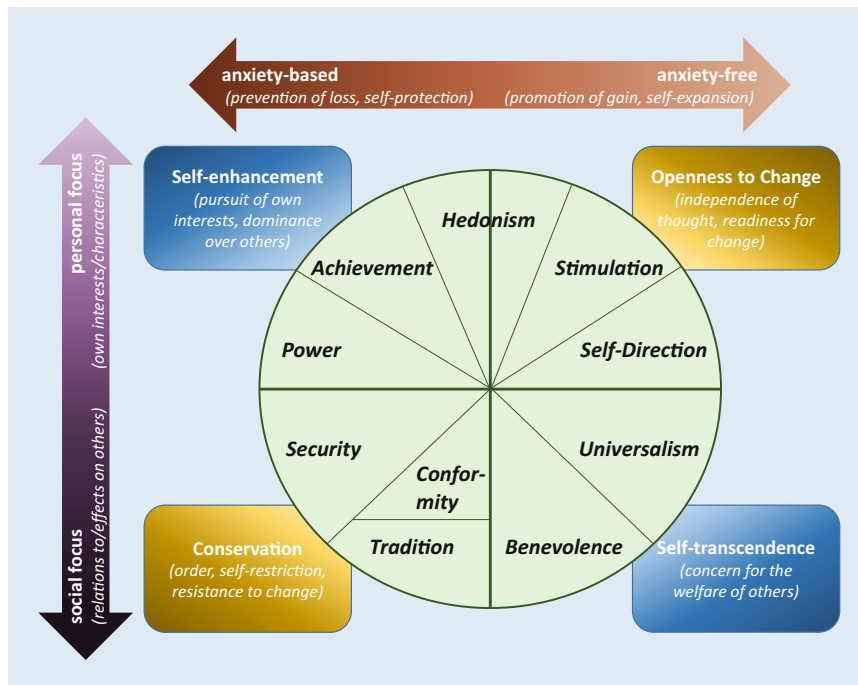 anxiety-based
(prevention of loss, self-protection)
anxiety-free
(promotion of gain, self-expansion)
personal focus
(own interests/characteristics)
social focus
(relations to/effects on others)
Self-enhancement
(pursuit of own
interests, dominance
over others)
Openness to Change
(independence of
thought, readiness for
change)
Hedonism
Achievement
Stimulation
Power
Self-Direction
Security
Universalism
Confor-
mity
Tradition
Benevolence
Conservation
(order, self-restriction,
resistance to change)
Self-transcendence
(concern for the
welfare of others)